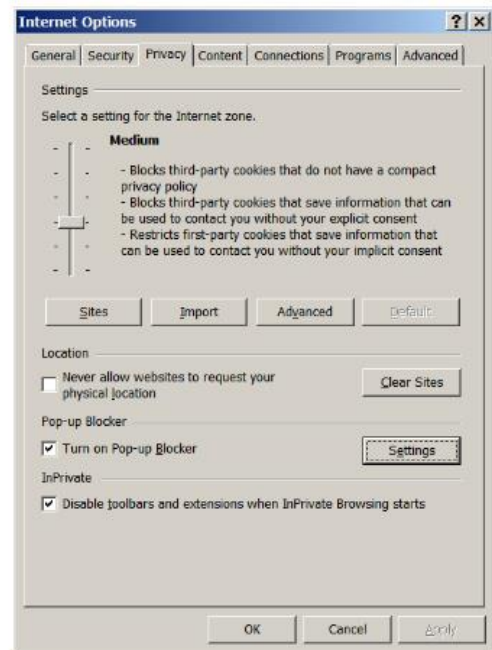 Internet Options
General Security Privacy Content Connections Programs Advanced
Settings
Select a setting for the Internet zone.
Medium
- Blocks third-party cookies that do not have a compact
privacy policy
- Blocks third-party cookies that save information that can
be used to contact you without your explicit consent
- Restricts first-party cookies that save information that
can be used to contact you without your implicit consent
Sites Import Advanced Default
Location
Never allow websites to request your
physical location
Clear Sites
Pop-up Blocker
Turn on Pop-up Blocker
Settings
InPrivate
Disable toolbars and extensions when InPrivate Browsing starts
OK Cancel Apply